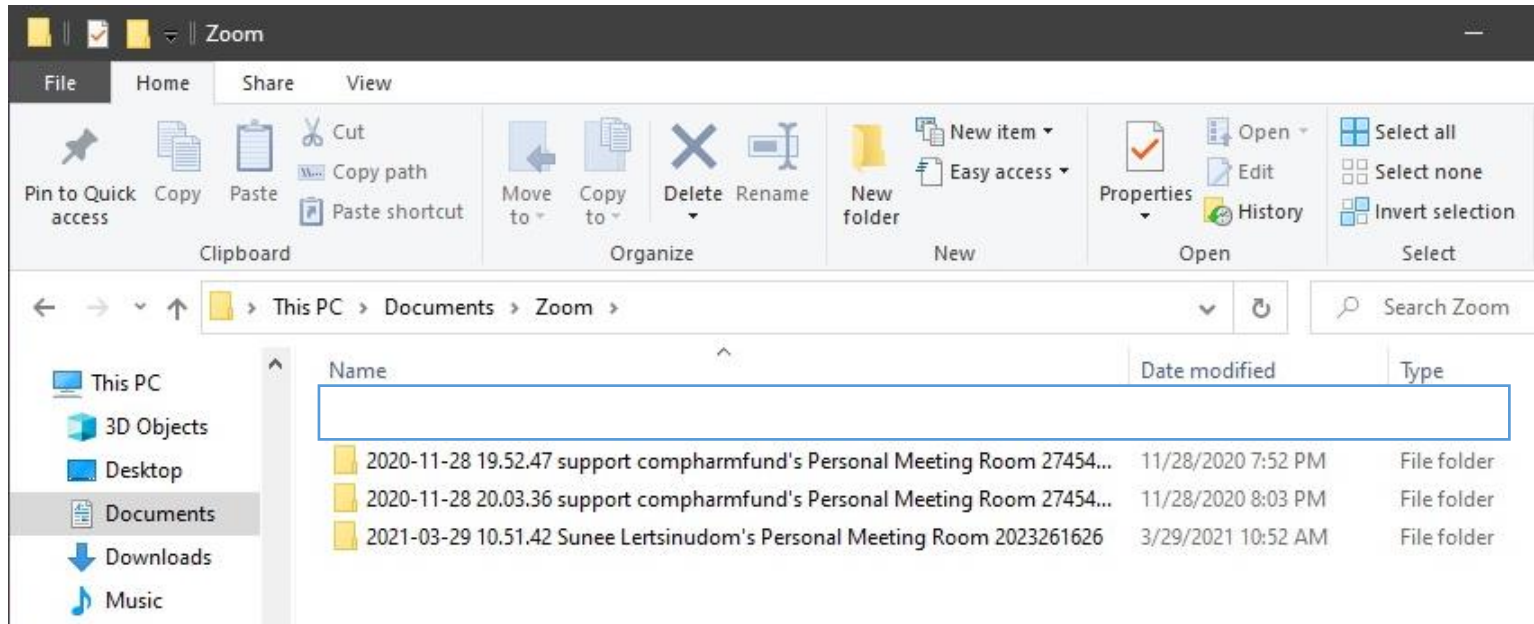 Zoom
File Home Share View
Pin to Quick access
Copy
Paste
Cut
Copy path
Paste shortcut
Clipboard
Move to
Copy to
Delete
Rename
Organize
New folder
New item
Easy access
New
Properties
Open
Edit
History
Open
Select all
Select none
Invert selection
Select
This PC > Documents > Zoom >
Search Zoom
This PC
3D Objects
Desktop
Documents
Downloads
Music
Name Date modified Type
2020-11-28 19.52.47 support compharmfund's Personal Meeting Room 27454... 11/28/2020 7:52 PM File folder
2020-11-28 20.03.36 support compharmfund's Personal Meeting Room 27454... 11/28/2020 8:03 PM File folder
2021-03-29 10.51.42 Sunee Lertsinudom's Personal Meeting Room 2023261626 3/29/2021 10:52 AM File folder